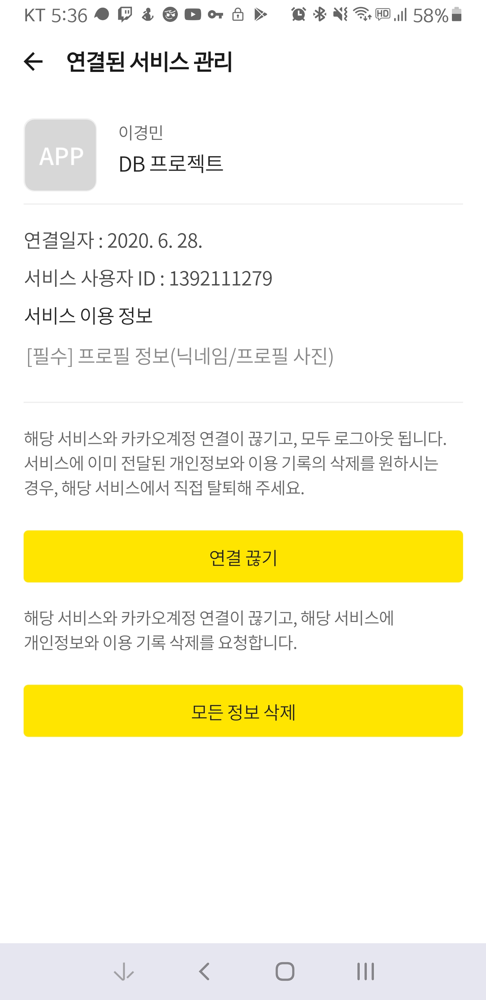 KT 5:36 HD 58%
연결된 서비스 관리
APP
이경민
DB 프로젝트
연결일자 : 2020. 6. 28.
서비스 사용자 ID : 1392111279
서비스 이용 정보
[필수] 프로필 정보(닉네임/프로필 사진)
해당 서비스와 카카오계정 연결이 끊기고, 모두 로그아웃 됩니다.
서비스에 이미 전달된 개인정보와 이용 기록의 삭제를 원하시는
경우, 해당 서비스에서 직접 탈퇴해 주세요.
연결 끊기
해당 서비스와 카카오계정 연결이 끊기고, 해당 서비스에
개인정보와 이용 기록 삭제를 요청합니다.
모든 정보 삭제